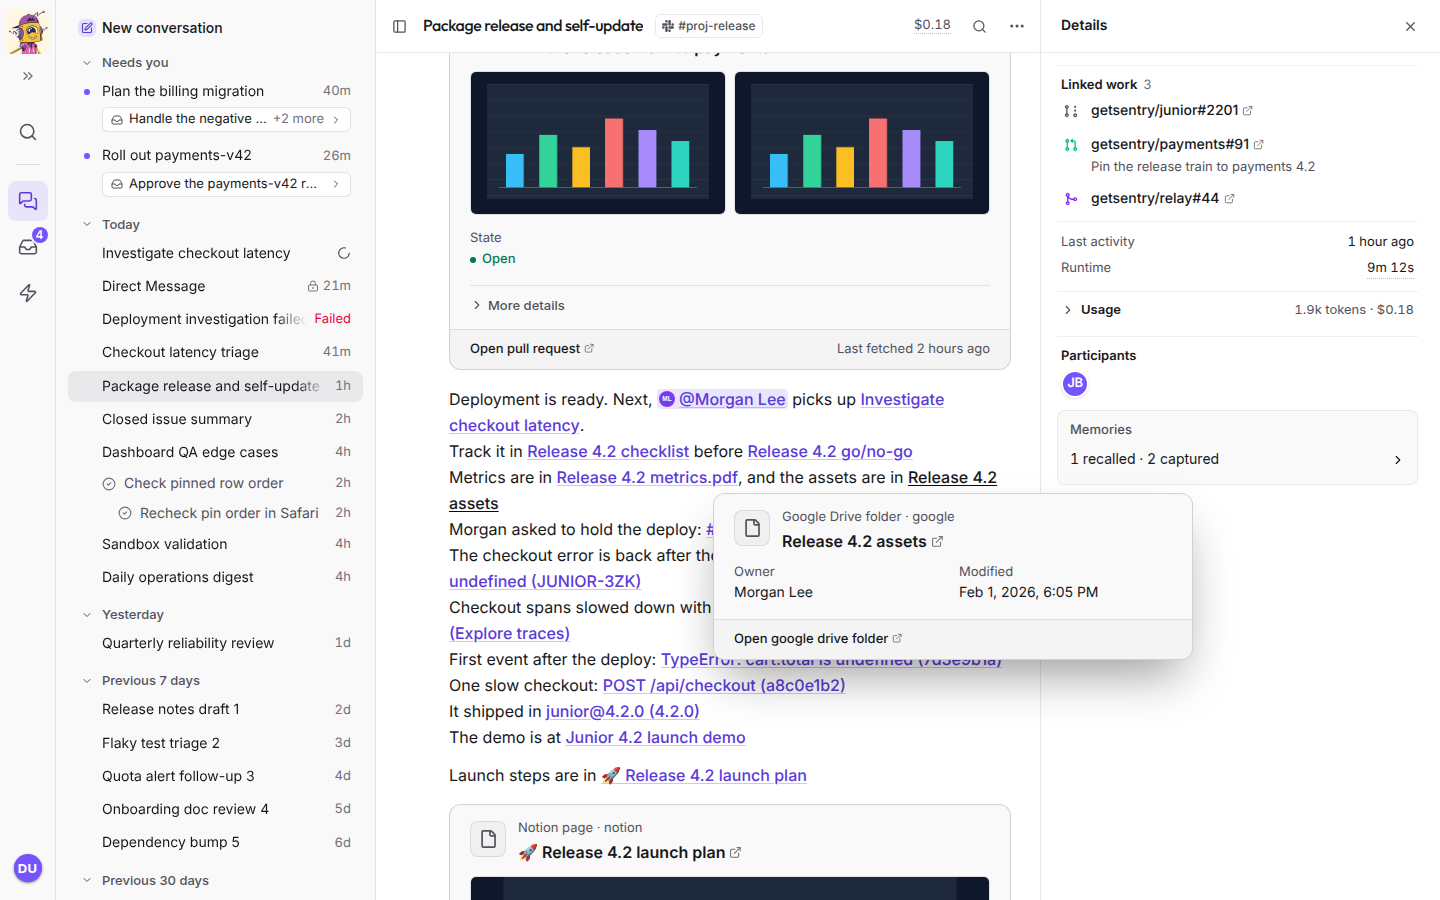 New conversation
Needs you
Plan the billing migration 40m
Handle the negative ... +2 more
Roll out payments-v42 26m
Approve the payments-v42 r...
Today
Investigate checkout latency
Direct Message 21m
Deployment investigation failed Failed
Checkout latency triage 41m
Package release and self-update 1h
Closed issue summary 2h
Dashboard QA edge cases 4h
Check pinned row order 2h
Recheck pin order in Safari 2h
Sandbox validation 4h
Daily operations digest 4h
Yesterday
Quarterly reliability review 1d
Previous 7 days
Release notes draft 1 2d
Flaky test triage 2 3d
Quota alert follow-up 3 4d
Onboarding doc review 4 5d
Dependency bump 5 6d
Previous 30 days
4
DU
Package release and self-update #proj-release $0.18
State
Open
More details
Open pull request Last fetched 2 hours ago
Deployment is ready. Next, ML @Morgan Lee picks up Investigate
checkout latency.
Track it in Release 4.2 checklist before Release 4.2 go/no-go
Metrics are in Release 4.2 metrics.pdf, and the assets are in Release 4.2
assets
Morgan asked to hold the deploy: #
The checkout error is back after the
undefined (JUNIOR-3ZK)
Checkout spans slowed down with
(Explore traces)
First event after the deploy: TypeError: cart.total is undefined (7d3e9b1a)
One slow checkout: POST /api/checkout (a8c0e1b2)
It shipped in junior@4.2.0 (4.2.0)
The demo is at Junior 4.2 launch demo
Launch steps are in 🚀 Release 4.2 launch plan
Notion page · notion
🚀 Release 4.2 launch plan
Google Drive folder · google
Release 4.2 assets
Owner Modified
Morgan Lee Feb 1, 2026, 6:05 PM
Open google drive folder
Details
Linked work 3
getsentry/junior#2201
getsentry/payments#91
Pin the release train to payments 4.2
getsentry/relay#44
Last activity 1 hour ago
Runtime 9m 12s
Usage 1.9k tokens · $0.18
Participants
JB
Memories
1 recalled · 2 captured